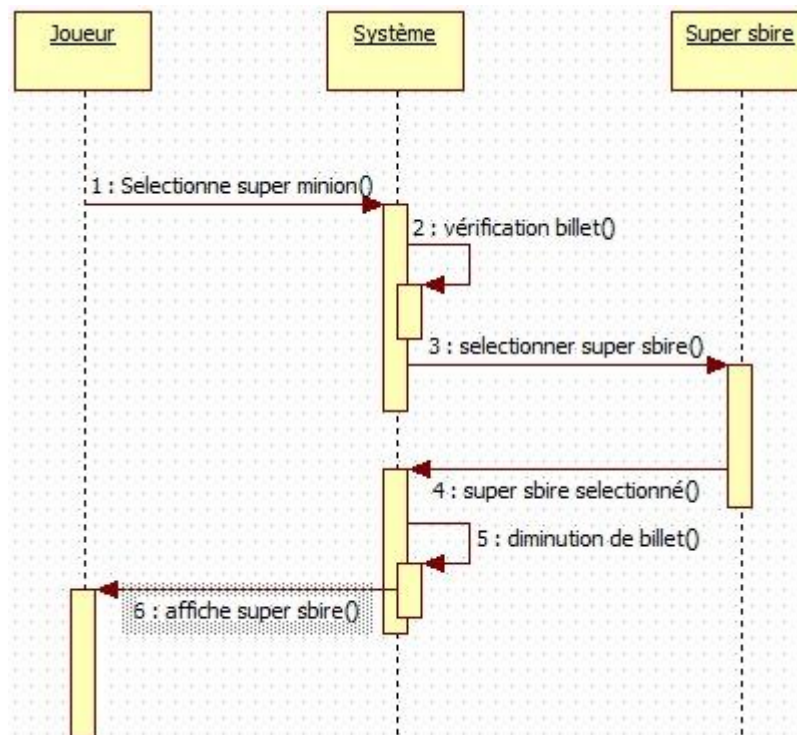 Joueur
Système
Super sbire
1 : Selectionne super minion()
2 : vérification billet()
3 : selectionner super sbire()
4 : super sbire selectionné()
5 : diminution de billet()
6 : affiche super sbire()